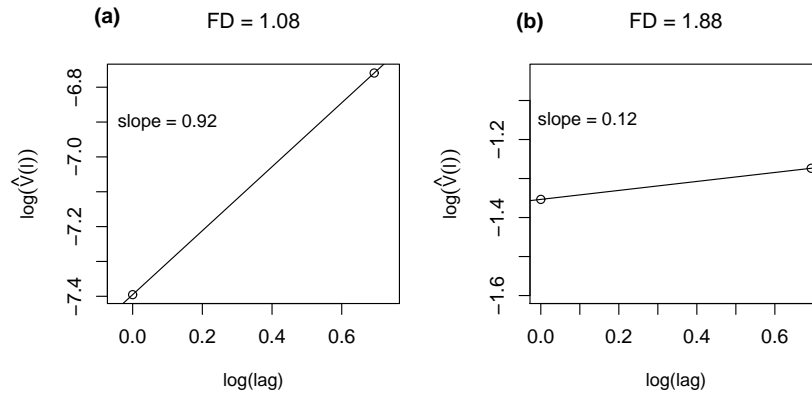 (a)
FD = 1.08
slope = 0.92
log(V̂(l))
−6.8
−7.0
−7.2
−7.4
0.0 0.2 0.4 0.6
log(lag)
(b)
FD = 1.88
slope = 0.12
log(V̂(l))
−1.2
−1.4
−1.6
0.0 0.2 0.4 0.6
log(lag)